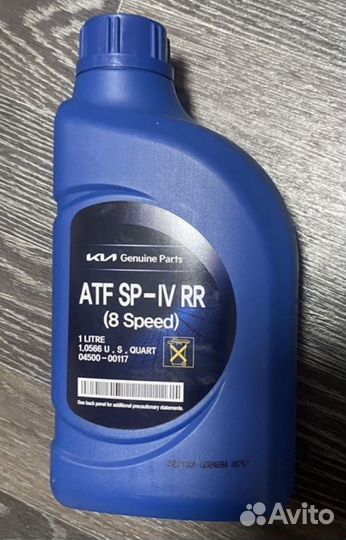 KIA Genuine Parts
ATF SP-IV RR
(8 Speed)
1 LITRE
1.0566 U . S . QUART
04500-00117
See back panel for additional precautionary statements.
Avito